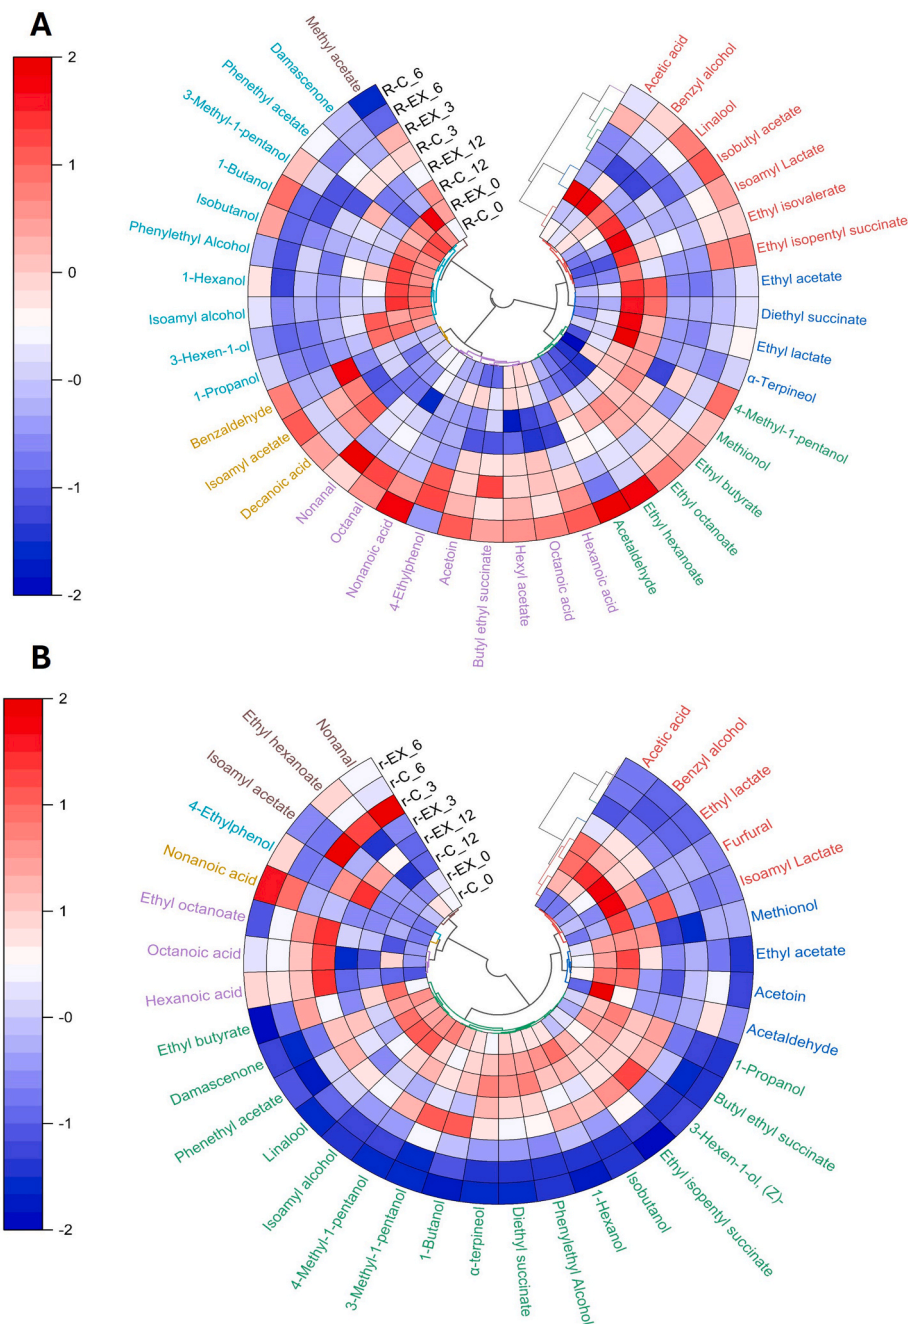 A
2
1
0
-0
-1
-2
Methyl acetate
Damascenone
Phenethyl acetate
3-Methyl-1-pentanol
1-Butanol
Isobutanol
Phenylethyl Alcohol
1-Hexanol
Isoamyl alcohol
3-Hexen-1-ol
1-Propanol
Benzaldehyde
Isoamyl acetate
Decanoic acid
Nonanal
Octanal
Nonanoic acid
4-Ethylphenol
Acetoin
Butyl ethyl succinate
Hexyl acetate
Octanoic acid
Hexanoic acid
Acetaldehyde
Ethyl hexanoate
Ethyl octanoate
Ethyl butyrate
Methionol
4-Methyl-1-pentanol
α-Terpineol
Ethyl lactate
Diethyl succinate
Ethyl acetate
Ethyl isopentyl succinate
Ethyl isovalerate
Isoamyl Lactate
Isobutyl acetate
Linalool
Benzyl alcohol
Acetic acid
R-C_6
R-EX_6
R-EX_3
R-C_3
R-EX_12
R-C_12
R-EX_0
R-C_0
B
2
1
1
-0
-1
-2
Nonanal
Ethyl hexanoate
Isoamyl acetate
4-Ethylphenol
Nonanoic acid
Ethyl octanoate
Octanoic acid
Hexanoic acid
Ethyl butyrate
Damascenone
Phenethyl acetate
Linalool
Isoamyl alcohol
4-Methyl-1-pentanol
3-Methyl-1-pentanol
1-Butanol
α-terpineol
Diethyl succinate
Phenylethyl Alcohol
1-Hexanol
Isobutanol
Ethyl isopentyl succinate
3-Hexen-1-ol, (Z)-
Butyl ethyl succinate
1-Propanol
Acetaldehyde
Acetoin
Ethyl acetate
Methionol
Isoamyl Lactate
Furfural
Ethyl lactate
Benzyl alcohol
Acetic acid
r-EX_6
r-C_6
r-C_3
r-EX_3
r-EX_12
r-C_12
r-EX_0
r-C_0